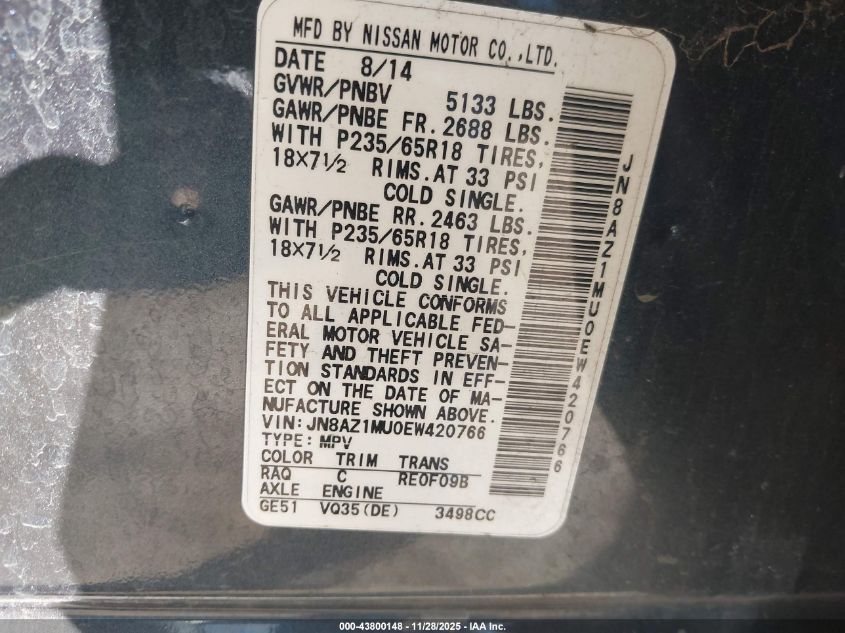 MFD BY NISSAN MOTOR CO.,LTD.
DATE 8/14
GVWR/PNBV 5133 LBS.
GAWR/PNBE FR. 2688 LBS.
WITH P235/65R18 TIRES,
18X7½ RIMS.AT 33 PSI
COLD SINGLE.
GAWR/PNBE RR. 2463 LBS.
WITH P235/65R18 TIRES,
18X7½ RIMS.AT 33 PSI
COLD SINGLE.
THIS VEHICLE CONFORMS
TO ALL APPLICABLE FED-
ERAL MOTOR VEHICLE SA-
FETY AND THEFT PREVEN-
TION STANDARDS IN EFF-
ECT ON THE DATE OF MA-
NUFACTURE SHOWN ABOVE.
VIN:JN8AZ1MU0EW420766
TYPE:MPV
COLOR TRIM TRANS
RAQ C RE0F09B
AXLE ENGINE
GE51 VQ35(DE) 3498CC
JN8AZ1MU0EW420766
000-43800148 - 11/28/2025 - IAA Inc.